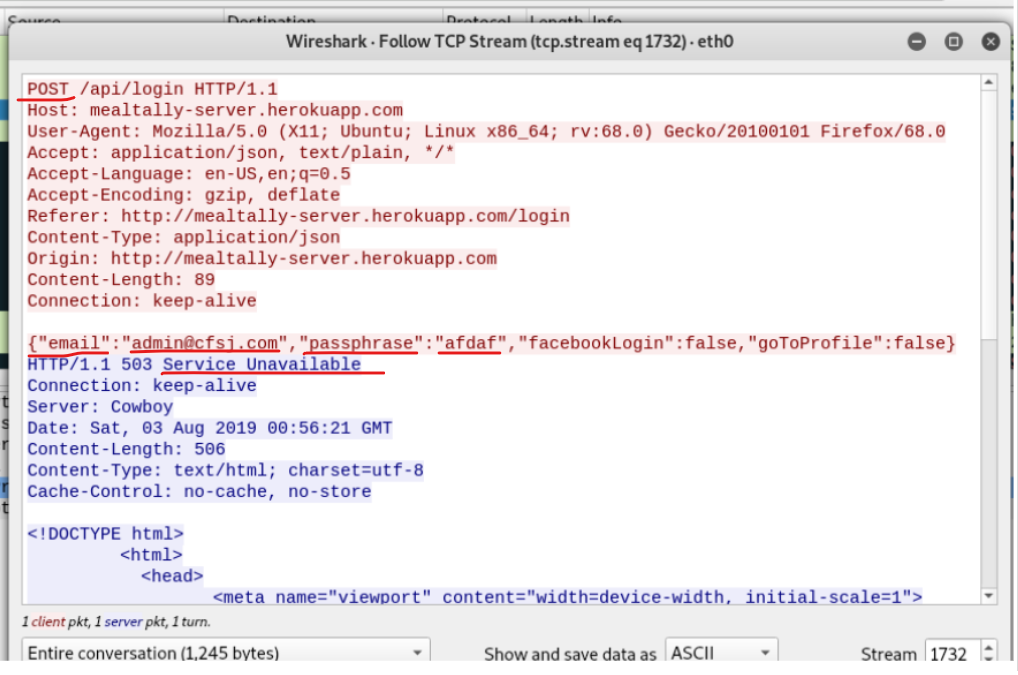 Source Destination Protocol Length Info
Wireshark · Follow TCP Stream (tcp.stream eq 1732) · eth0
POST /api/login HTTP/1.1
Host: mealtally-server.herokuapp.com
User-Agent: Mozilla/5.0 (X11; Ubuntu; Linux x86_64; rv:68.0) Gecko/20100101 Firefox/68.0
Accept: application/json, text/plain, */*
Accept-Language: en-US,en;q=0.5
Accept-Encoding: gzip, deflate
Referer: http://mealtally-server.herokuapp.com/login
Content-Type: application/json
Origin: http://mealtally-server.herokuapp.com
Content-Length: 89
Connection: keep-alive
{"email":"admin@cfsj.com","passphrase":"afdaf","facebookLogin":false,"goToProfile":false}
HTTP/1.1 503 Service Unavailable
Connection: keep-alive
Server: Cowboy
Date: Sat, 03 Aug 2019 00:56:21 GMT
Content-Length: 506
Content-Type: text/html; charset=utf-8
Cache-Control: no-cache, no-store
<!DOCTYPE html>
<html>
<head>
<meta name="viewport" content="width=device-width, initial-scale=1">
1 client pkt, 1 server pkt, 1 turn.
Entire conversation (1,245 bytes) Show and save data as ASCII Stream 1732